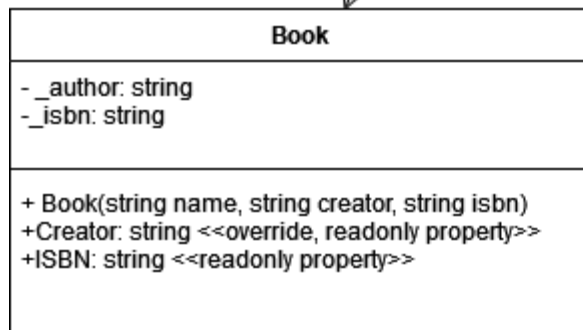 Book
- _author: string
-_isbn: string
+ Book(string name, string creator, string isbn)
+Creator: string <<override, readonly property>>
+ISBN: string <<readonly property>>